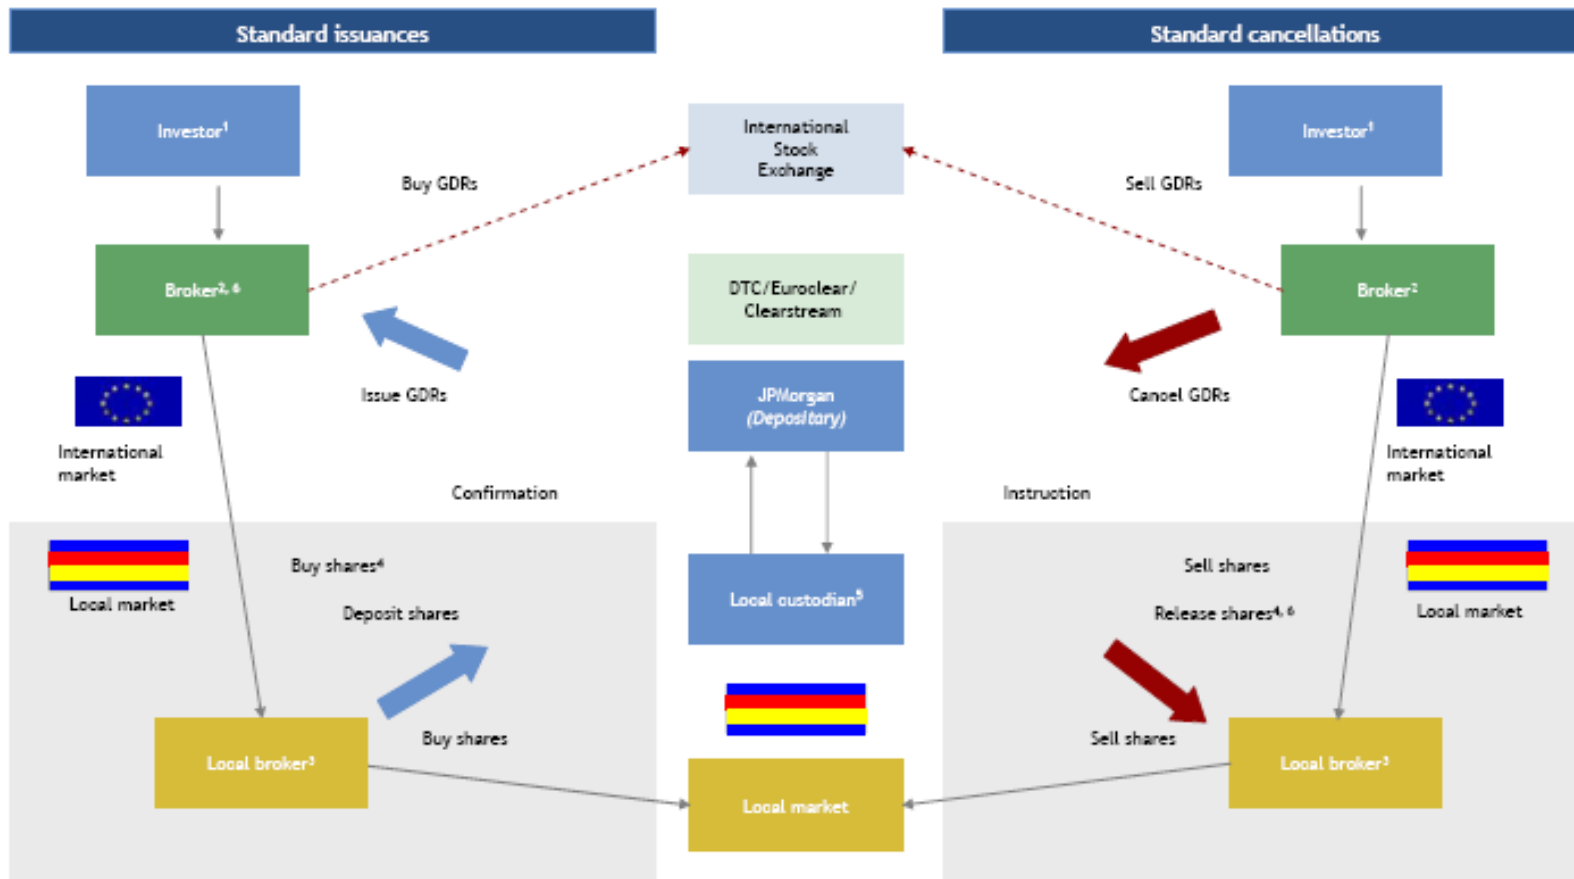 Standard issuances
Standard cancellations
Investor¹
International
Stock
Exchange
Investor¹
Buy GDRs
Sell GDRs
Broker², ⁶
DTC/Euroclear/
Clearstream
Broker²
Issue GDRs
JPMorgan
(Depositary)
Cancel GDRs
International
market
International
market
Confirmation
Instruction
Buy shares⁴
Sell shares
Local market
Deposit shares
Local custodian⁵
Release shares⁴, ⁶
Local market
Buy shares
Sell shares
Local broker³
Local broker³
Local market